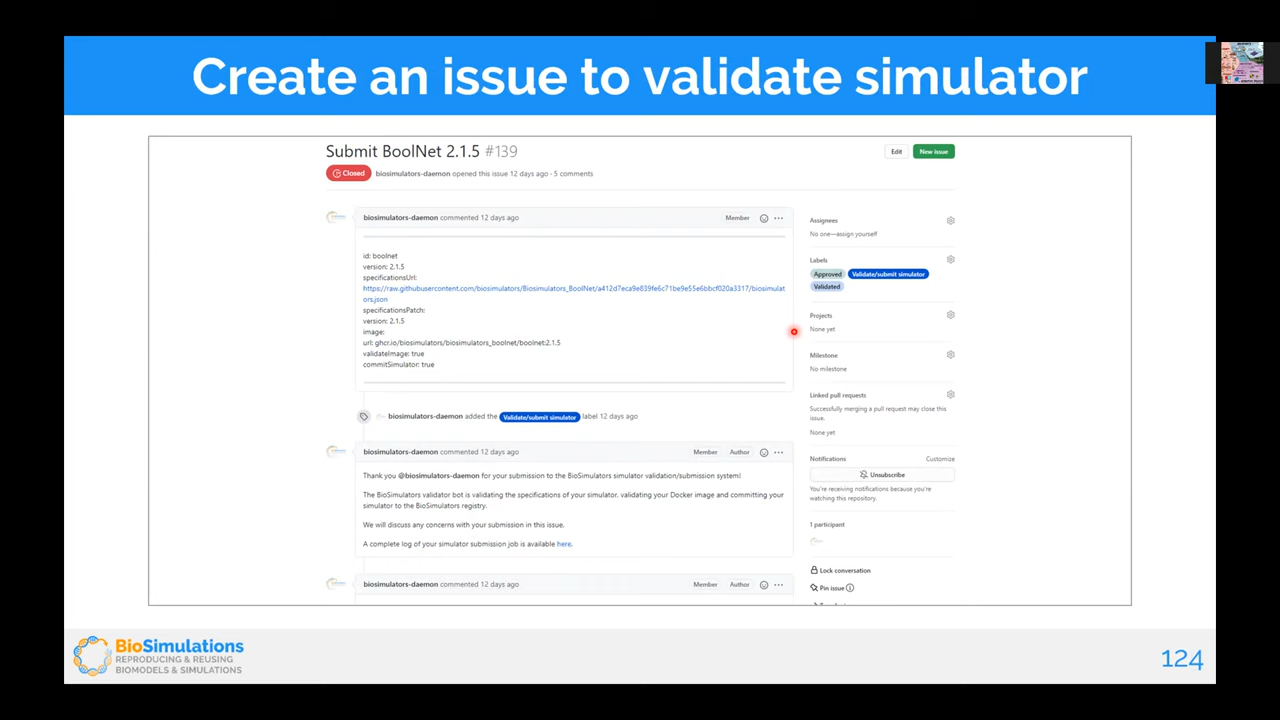 Create an issue to validate simulator
Submit BoolNet 2.1.5 #139
Edit
New issue
Closed
biosimulators-daemon opened this issue 12 days ago · 5 comments
biosimulators-daemon commented 12 days ago
Member
id: boolnet
version: 2.1.5
specificationsUrl:
https://raw.githubusercontent.com/biosimulators/Biosimulators_BoolNet/a412d7eca9e839fe6c71be9e55e6bbcf020a3317/biosimulat
ors.json
specificationsPatch:
version: 2.1.5
image:
url: ghcr.io/biosimulators/biosimulators_boolnet/boolnet:2.1.5
validateImage: true
commitSimulator: true
biosimulators-daemon added the Validate/submit simulator label 12 days ago
biosimulators-daemon commented 12 days ago
Member
Author
Thank you @biosimulators-daemon for your submission to the BioSimulators simulator validation/submission system!
The BioSimulators validator bot is validating the specifications of your simulator. validating your Docker image and committing your
simulator to the BioSimulators registry.
We will discuss any concerns with your submission in this issue.
A complete log of your simulator submission job is available here.
biosimulators-daemon commented 12 days ago
Member
Author
Assignees
No one—assign yourself
Labels
Approved
Validate/submit simulator
Validated
Projects
None yet
Milestone
No milestone
Linked pull requests
Successfully merging a pull request may close this
issue.
None yet
Notifications
Customize
Unsubscribe
You're receiving notifications because you're
watching this repository.
1 participant
Lock conversation
Pin issue
BioSimulations
REPRODUCING & REUSING
BIOMODELS & SIMULATIONS
124